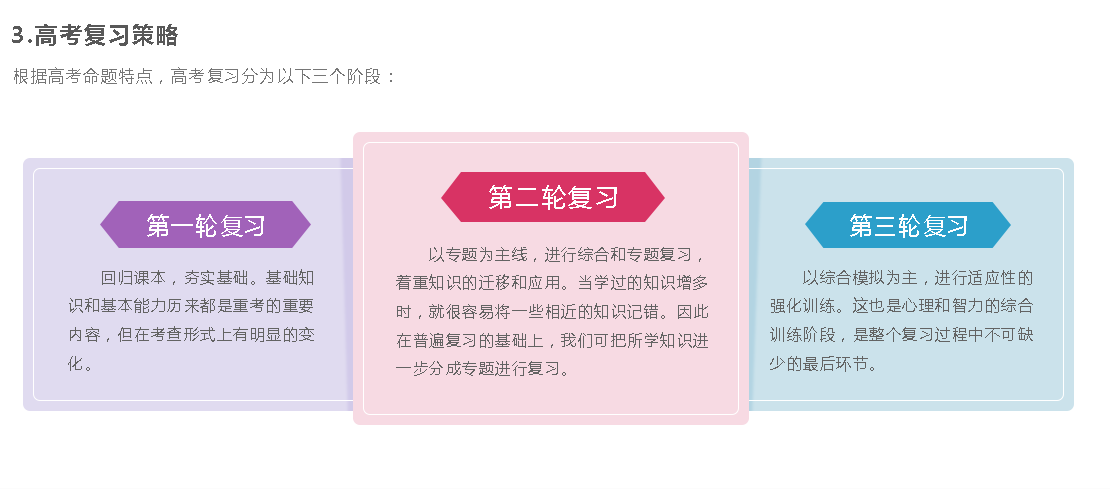 3.高考复习策略
根据高考命题特点，高考复习分为以下三个阶段：
第一轮复习
回归课本，夯实基础。基础知
识和基本能力历来都是重考的重要
内容，但在考查形式上有明显的变
化。
第二轮复习
以专题为主线，进行综合和专题复习，
着重知识的迁移和应用。当学过的知识增多
时，就很容易将一些相近的知识记错。因此
在普遍复习的基础上，我们可把所学知识进
一步分成专题进行复习。
第三轮复习
以综合模拟为主，进行适应性的
强化训练。这也是心理和智力的综合
训练阶段，是整个复习过程中不可缺
少的最后环节。